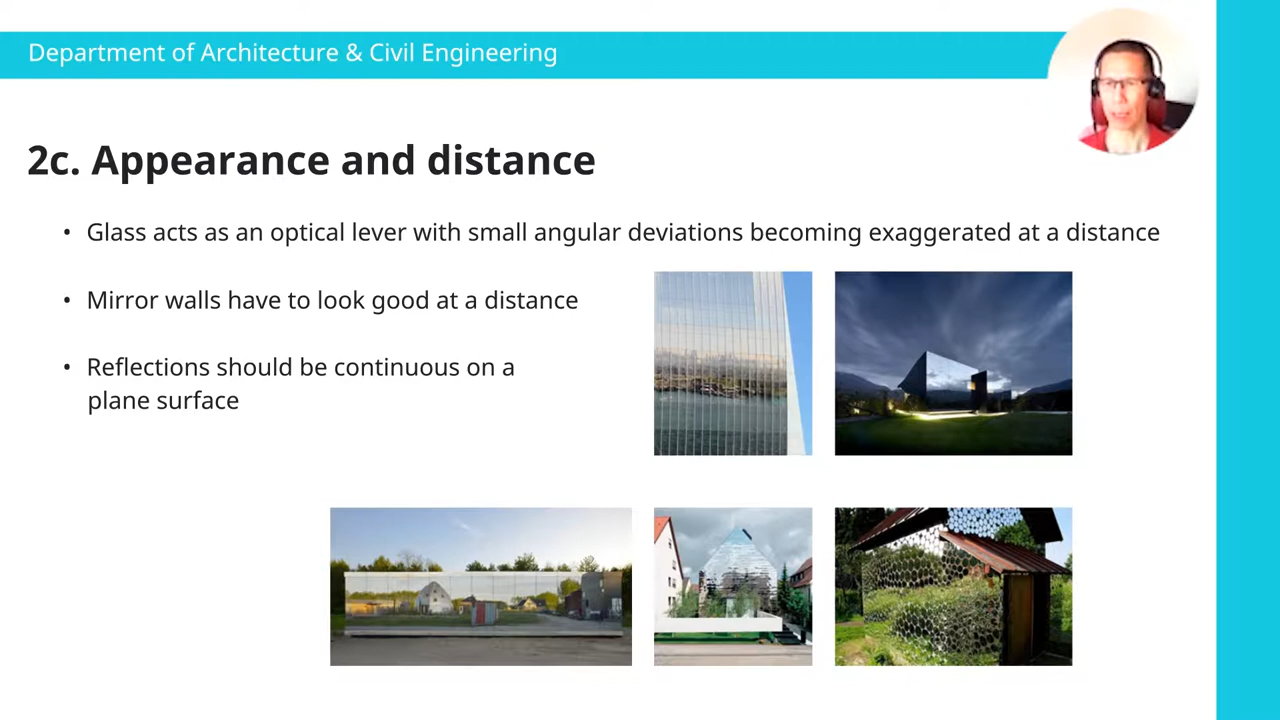 Department of Architecture & Civil Engineering
2c. Appearance and distance
• Glass acts as an optical lever with small angular deviations becoming exaggerated at a distance
• Mirror walls have to look good at a distance
• Reflections should be continuous on a
plane surface